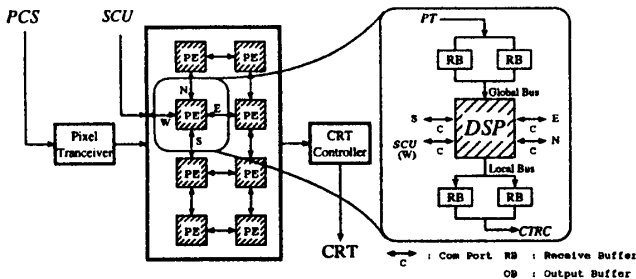 PCS
SCU
PT
PE PE
RB RB
N
Global Bus
PE E PE
W
S
Pixel
Tranceiver
CRT
Controller
S C
DSP
C E
SCU
(W) C
C N
Local Bus
PE PE
RB RB
PE PE
CRT
CTRC
C : Com Port RB : Receive Buffer
OB : Output Buffer